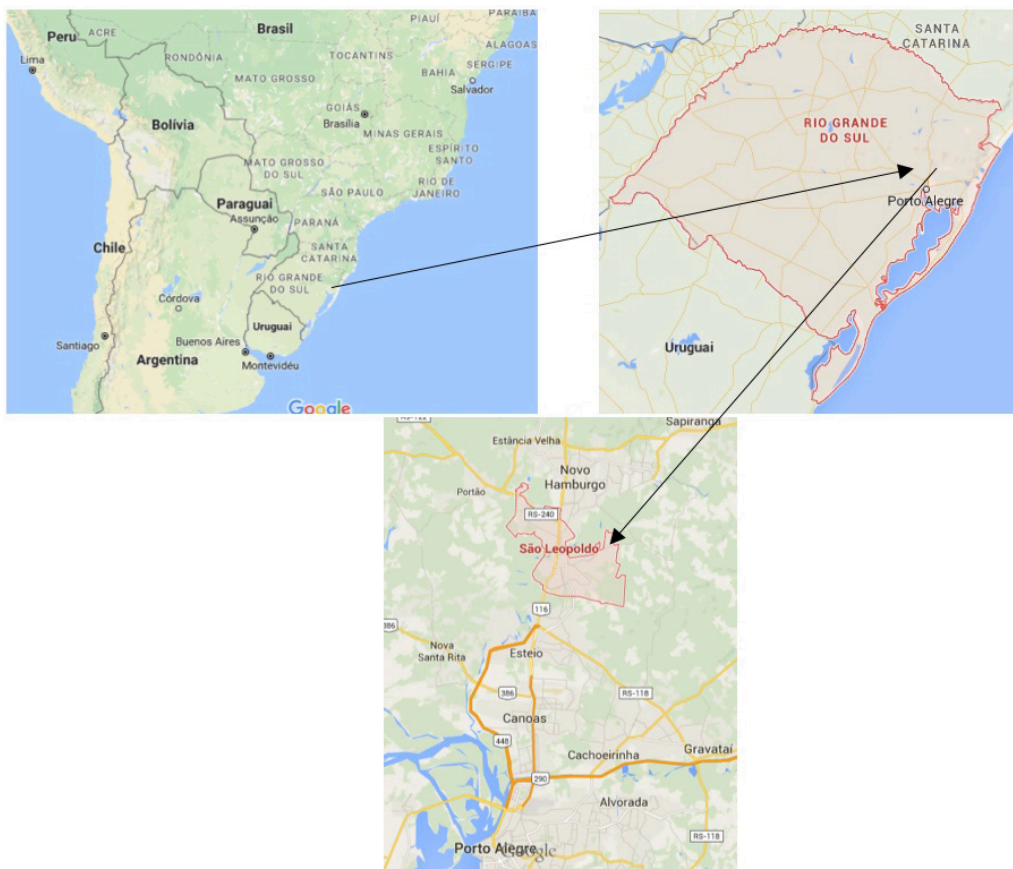 Brasil
PIAUÍ
PARAÍBA
Peru
ACRE
RONDÔNIA
TOCANTINS
ALAGOAS
Lima
MATO GROSSO
BAHIA
SERGIPE
Salvador
GOIÁS
Brasília
Bolívia
MINAS GERAIS
MATO GROSSO
DO SUL
ESPÍRITO
SANTO
SÃO PAULO
RIO DE
JANEIRO
Paraguai
Assunção
PARANÁ
Chile
SANTA
CATARINA
RIO GRANDE
DO SUL
Córdova
Uruguai
Santiago
Buenos Aires
Argentina
Montevidéu
Google
SANTA
CATARINA
RIO GRANDE
DO SUL
Porto Alegre
Uruguai
RS-122
Sapiranga
Estância Velha
Novo
Hamburgo
Portão
RS-240
São Leopoldo
116
386
Nova
Santa Rita
Esteio
386
RS-118
Canoas
448
Cachoeirinha
Gravataí
290
Alvorada
RS-118
Porto Alegre
Google